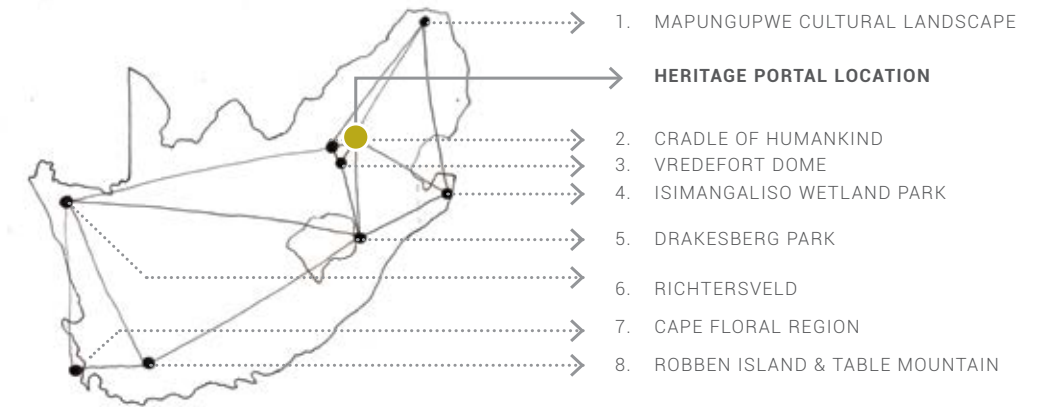 1. MAPUNGUPWE CULTURAL LANDSCAPE
HERITAGE PORTAL LOCATION
2. CRADLE OF HUMANKIND
3. VREDEFORT DOME
4. ISIMANGALISO WETLAND PARK
5. DRAKESBERG PARK
6. RICHTERSVELD
7. CAPE FLORAL REGION
8. ROBBEN ISLAND & TABLE MOUNTAIN